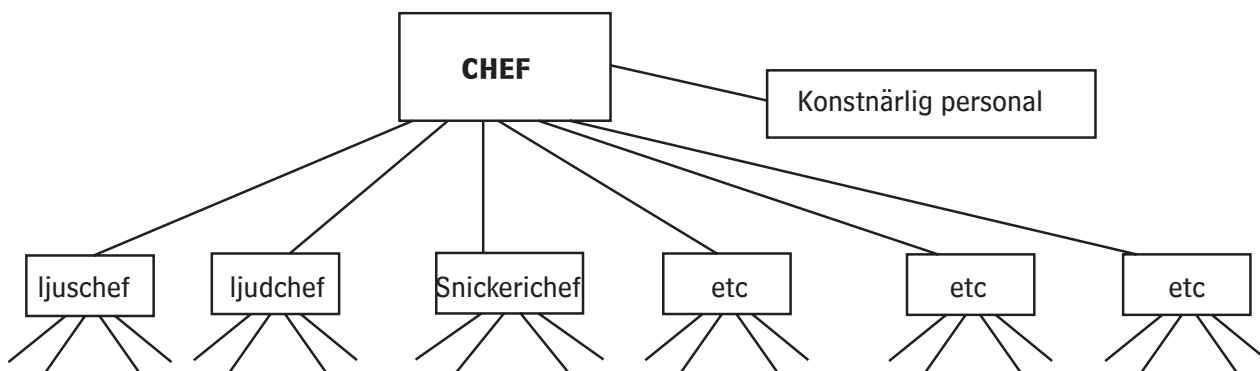 CHEF
Konstnärlig personal
ljuschef
ljudchef
Snickerichef
etc
etc
etc